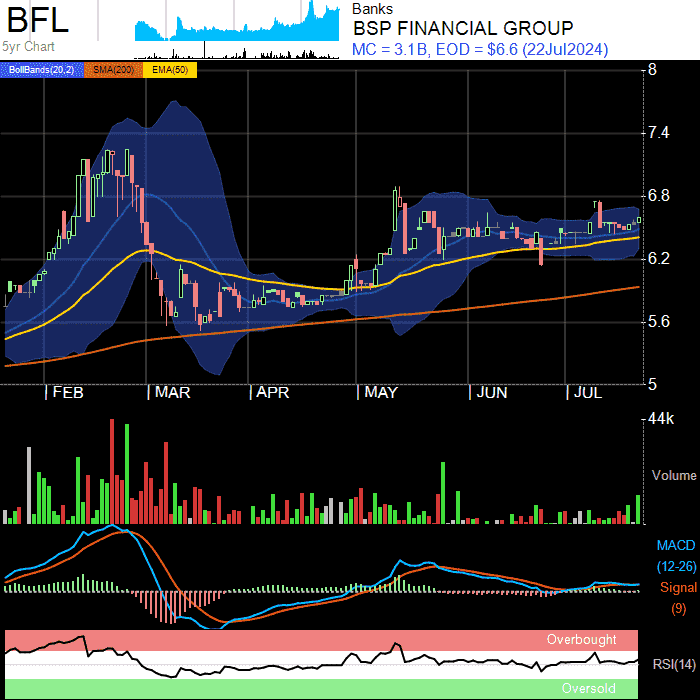 BFL
5yr Chart
Banks
BSP FINANCIAL GROUP
MC = 3.1B, EOD = $6.6 (22Jul2024)
BollBands(20,2) SMA(200) EMA(50)
8
7.4
6.8
6.2
5.6
5
FEB MAR APR MAY JUN JUL
44k
Volume
MACD
(12-26)
Signal
(9)
Overbought
RSI(14)
Oversold